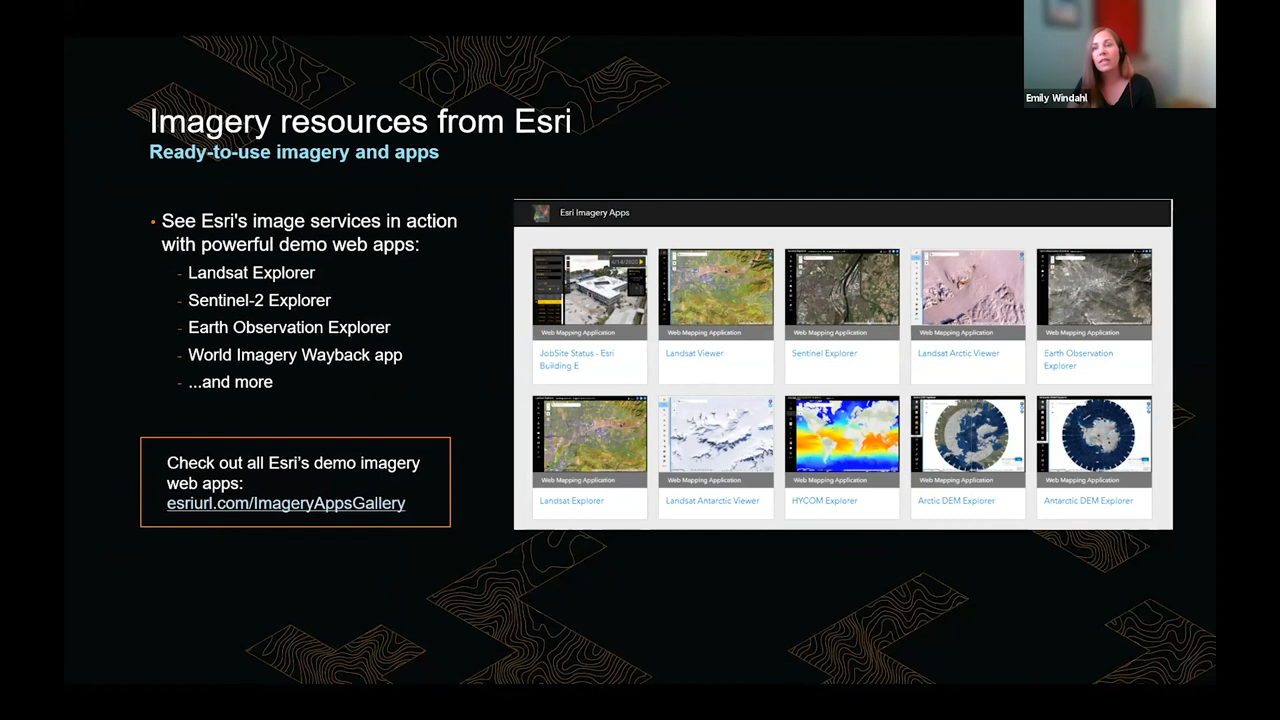 Emily Windahl
Imagery resources from Esri
Ready-to-use imagery and apps
• See Esri's image services in action
with powerful demo web apps:
- Landsat Explorer
- Sentinel-2 Explorer
- Earth Observation Explorer
- World Imagery Wayback app
- ...and more
Check out all Esri's demo imagery
web apps:
esriurl.com/ImageryAppsGallery
Esri Imagery Apps
Web Mapping Application Web Mapping Application Web Mapping Application Web Mapping Application Web Mapping Application
JobSite Status - Esri Landsat Viewer Sentinel Explorer Landsat Arctic Viewer Earth Observation
Building E Explorer
Web Mapping Application Web Mapping Application Web Mapping Application Web Mapping Application Web Mapping Application
Landsat Explorer Landsat Antarctic Viewer HYCOM Explorer Arctic DEM Explorer Antarctic DEM Explorer